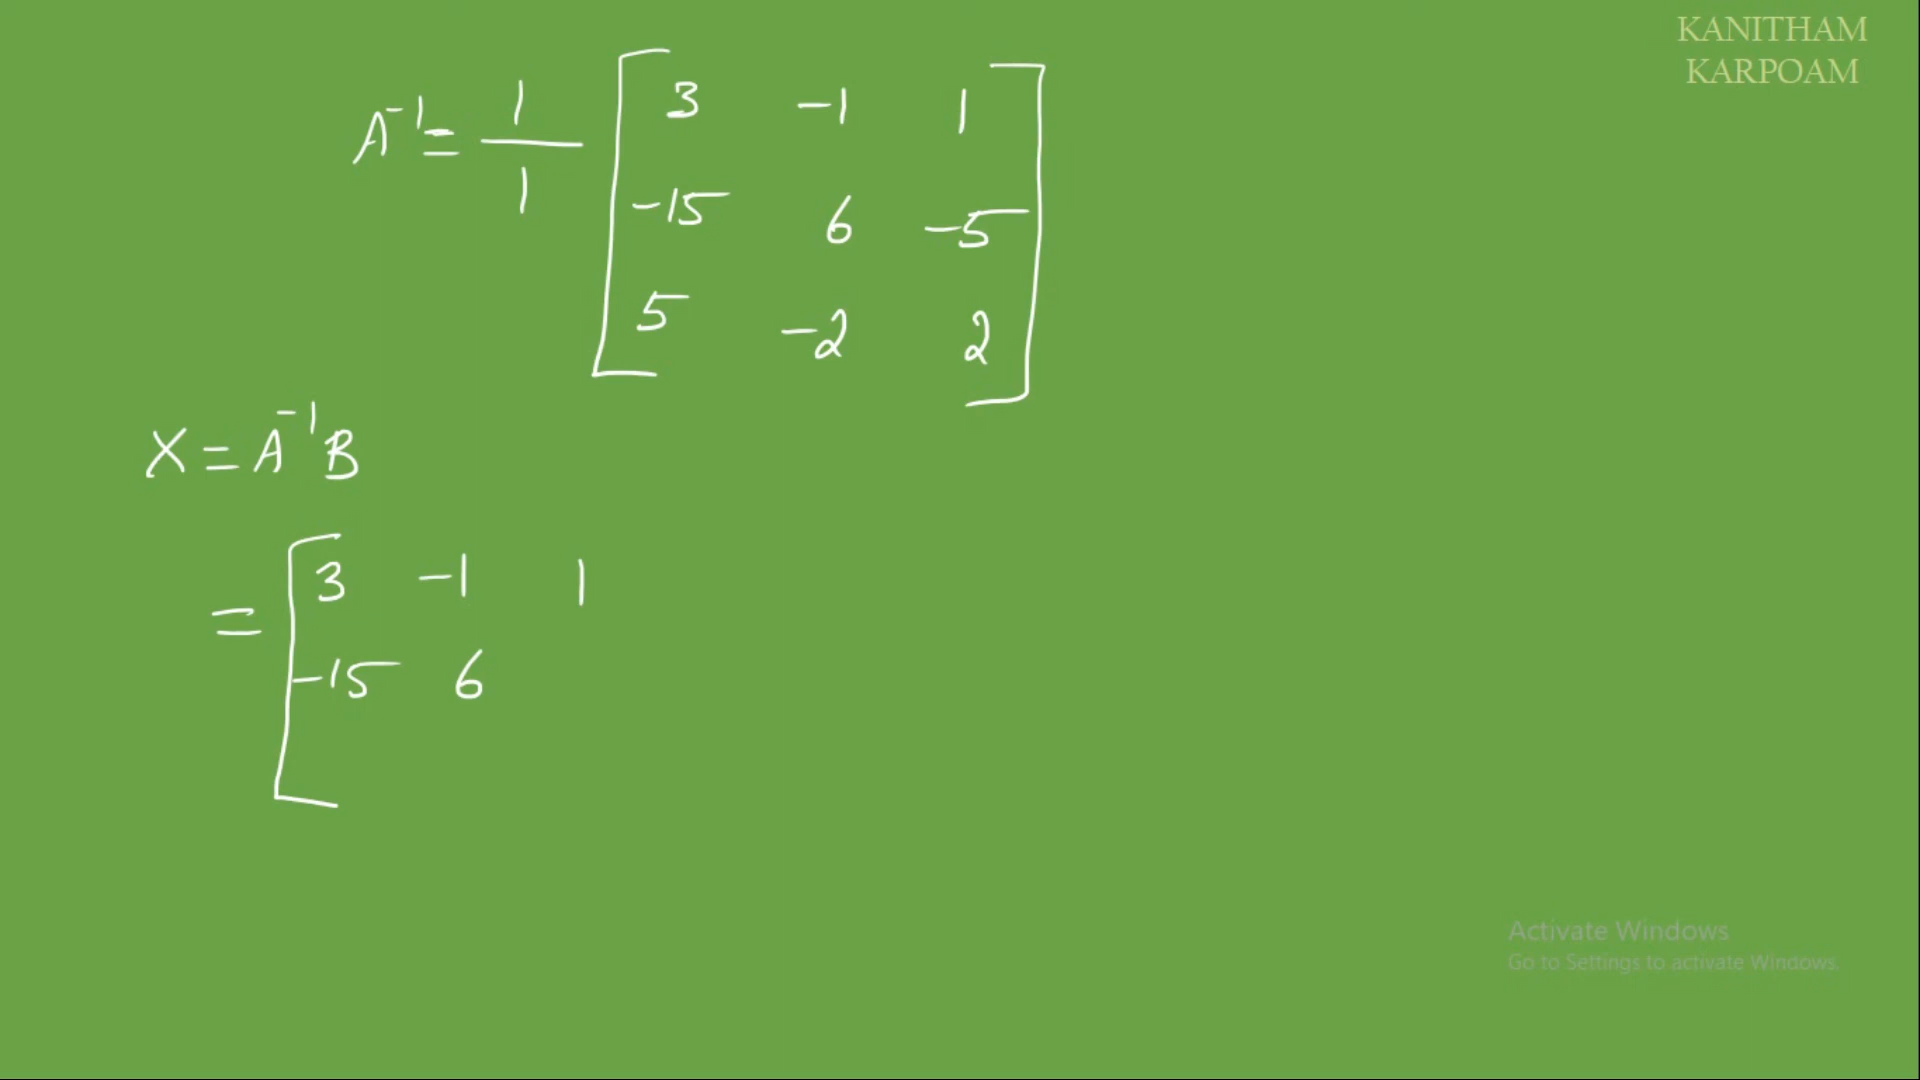 KANITHAM
KARPOAM
A⁻¹ = 1/1 [ 3 -1 1
-15 6 -5
5 -2 2 ]
X = A⁻¹B
= [ 3 -1 1
-15 6
Activate Windows
Go to Settings to activate Windows.